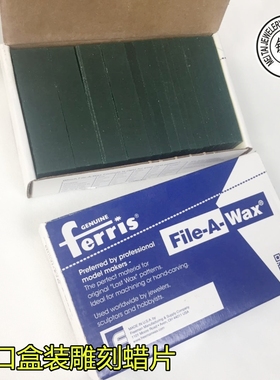 METALJEWELERY
GENUINE
ferris®
File-A-Wax®
Preferred by professional
model makers -
The perfect material for
original "Lost Wax" patterns.
Ideal for machining or hand-carving.
Used worldwide by jewelers,
sculptors and hobbyists
口盒装雕刻蜡片